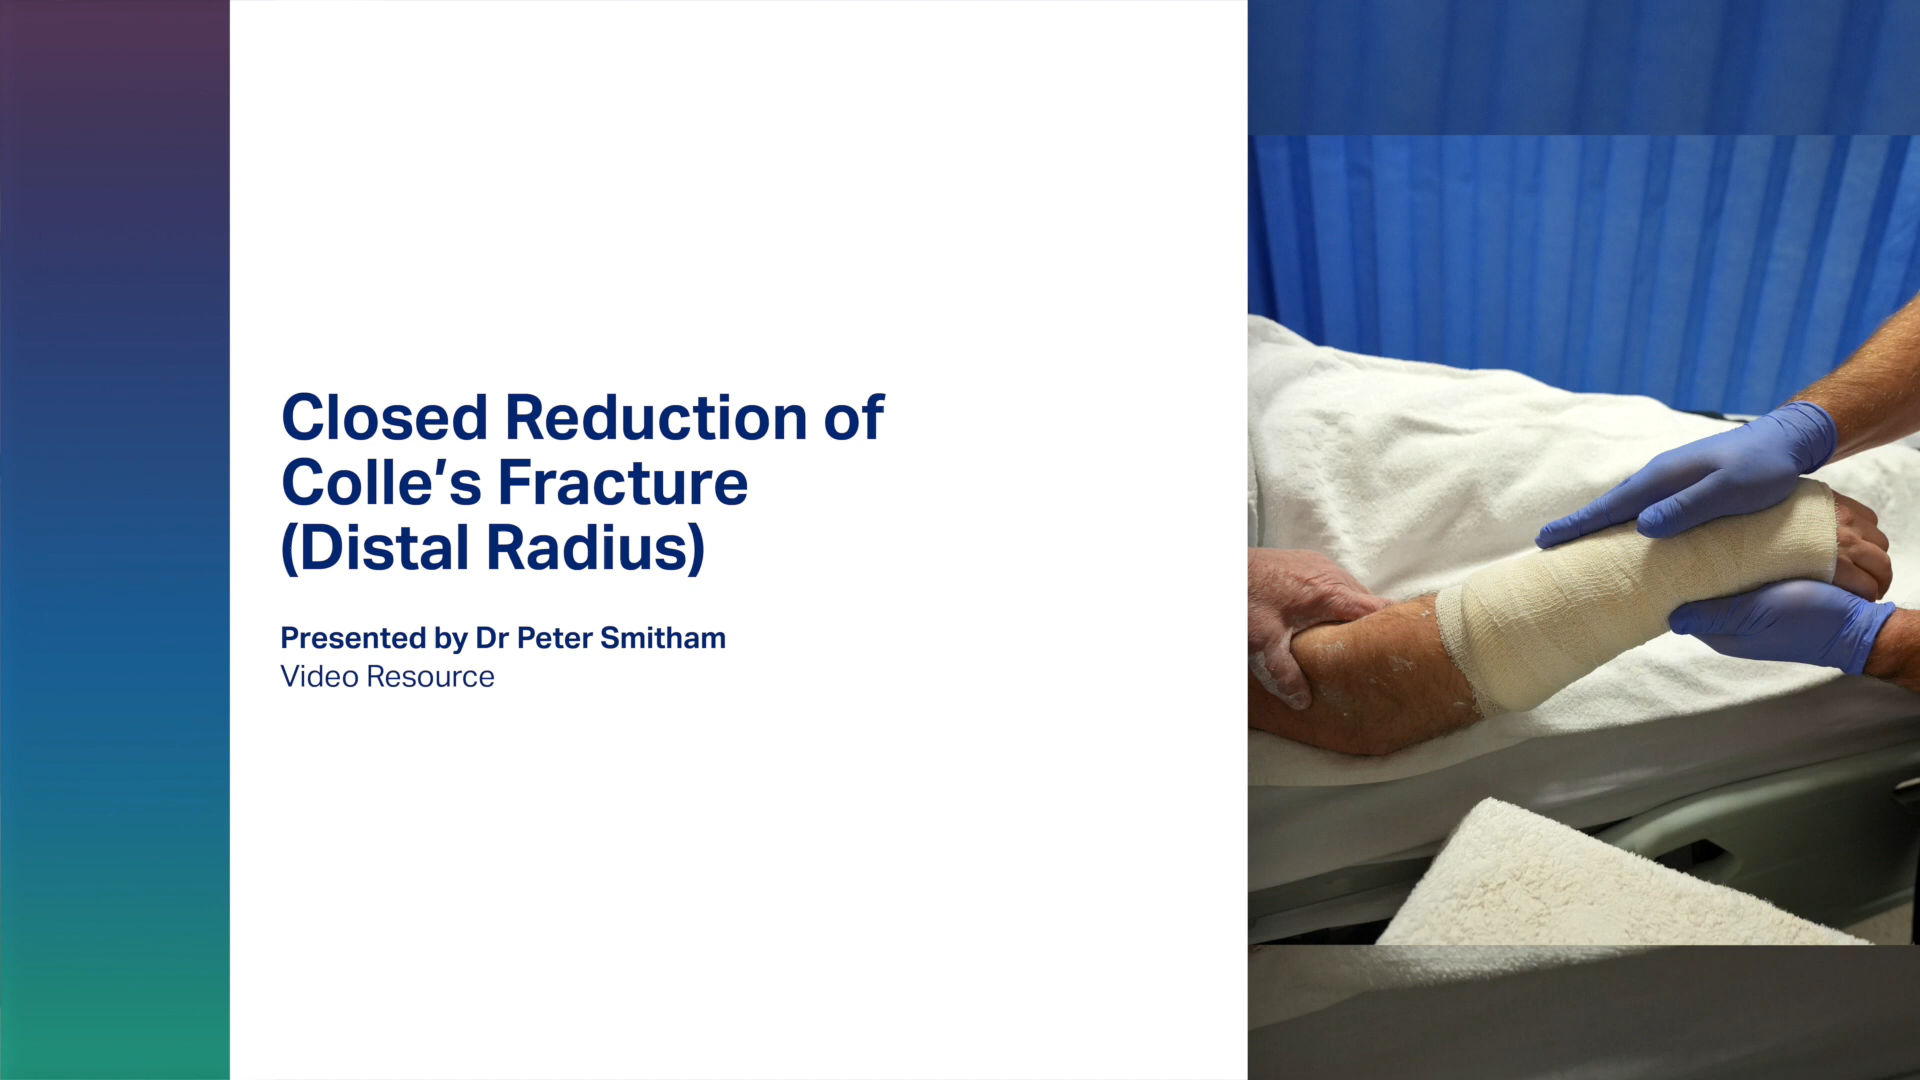 Closed Reduction of
Colle’s Fracture
(Distal Radius)
Presented by Dr Peter Smitham
Video Resource